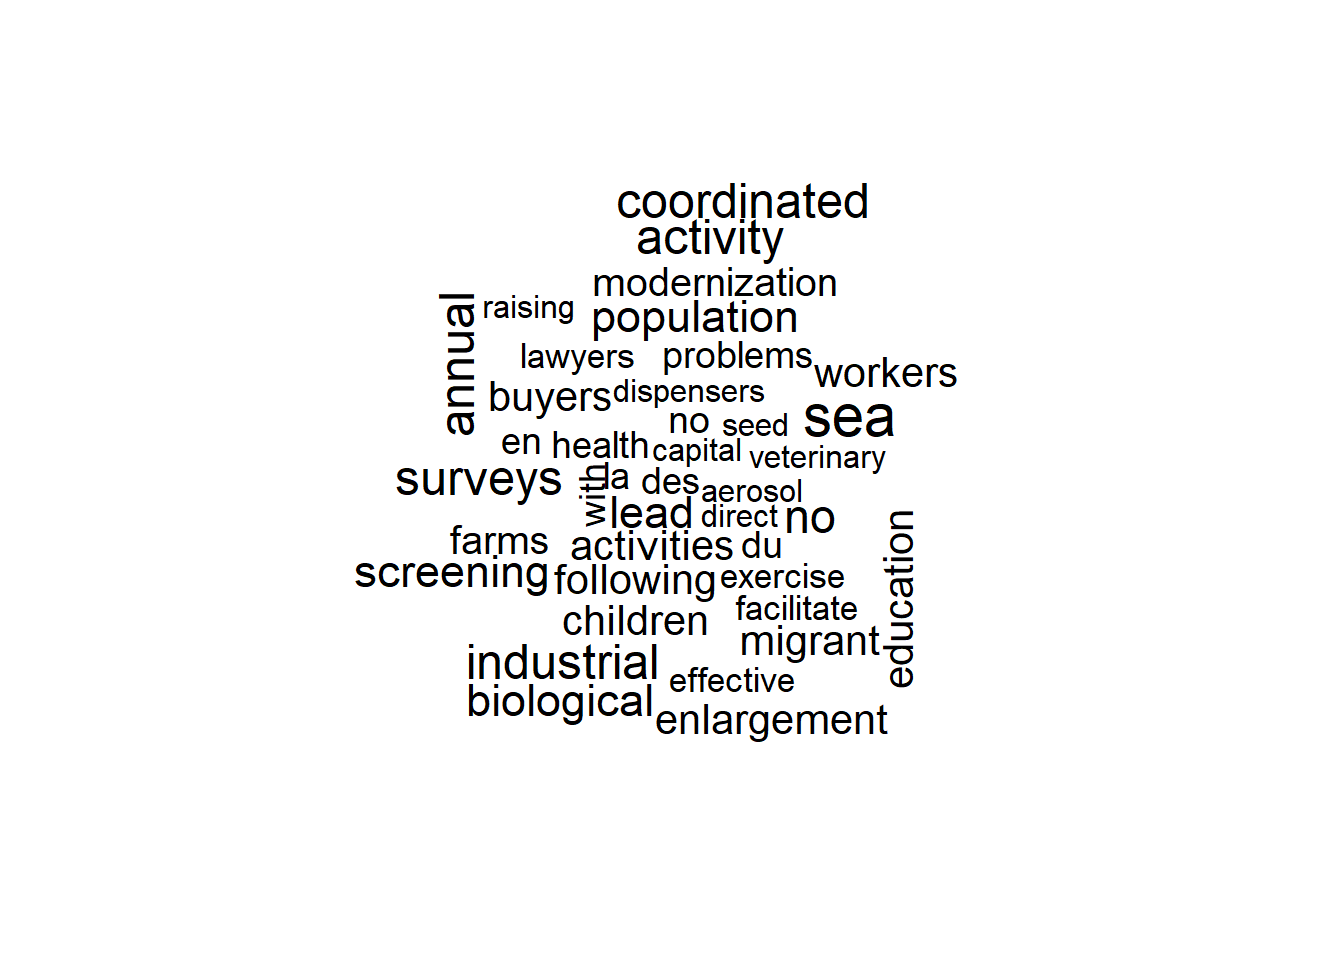 coordinated
activity
modernization
annual
raising
population
lawyers
problems
workers
buyers
dispensers
no
seed
sea
en
health
capital
veterinary
surveys
with
la
des
aerosol
lead
direct
no
farms
activities
du
education
screening
following
exercise
children
facilitate
migrant
industrial
effective
biological
enlargement